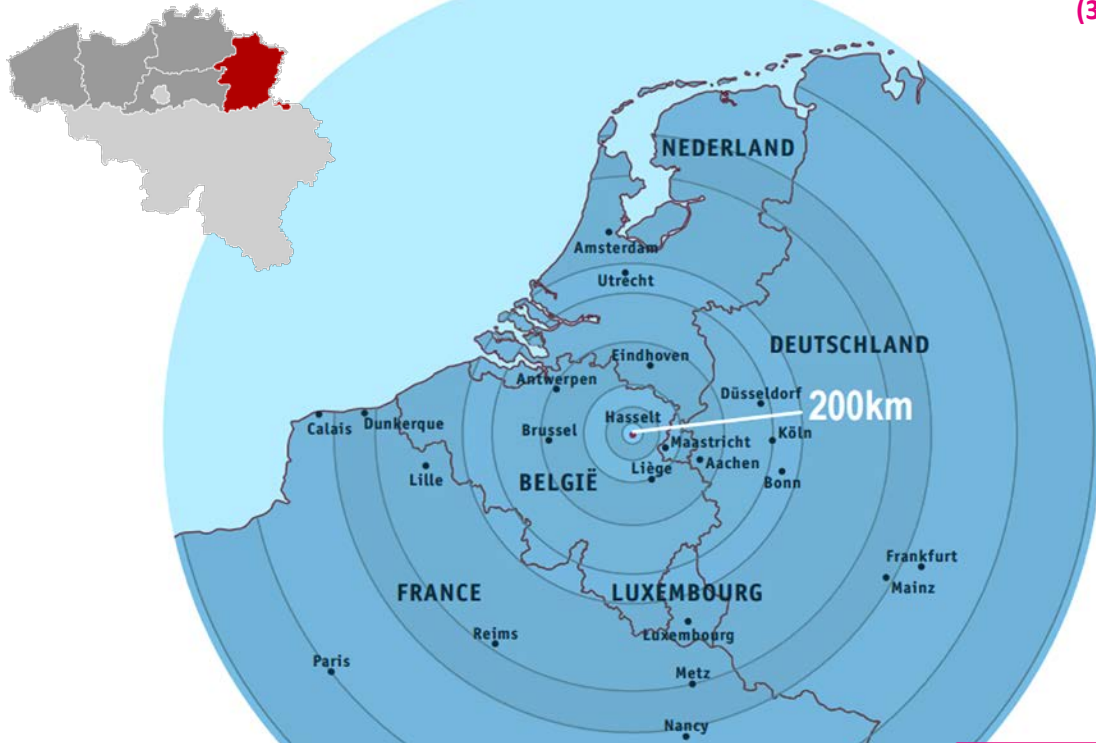 (3
NEDERLAND
Amsterdam
Utrecht
DEUTSCHLAND
Eindhoven
Antwerpen
Düsseldorf
200km
Hasselt
Calais
Dunkerque
Brussel
Köln
Maastricht
Aachen
Liège
Lille
BELGIË
Bonn
Frankfurt
Mainz
FRANCE
LUXEMBOURG
Reims
Luxembourg
Paris
Metz
Nancy